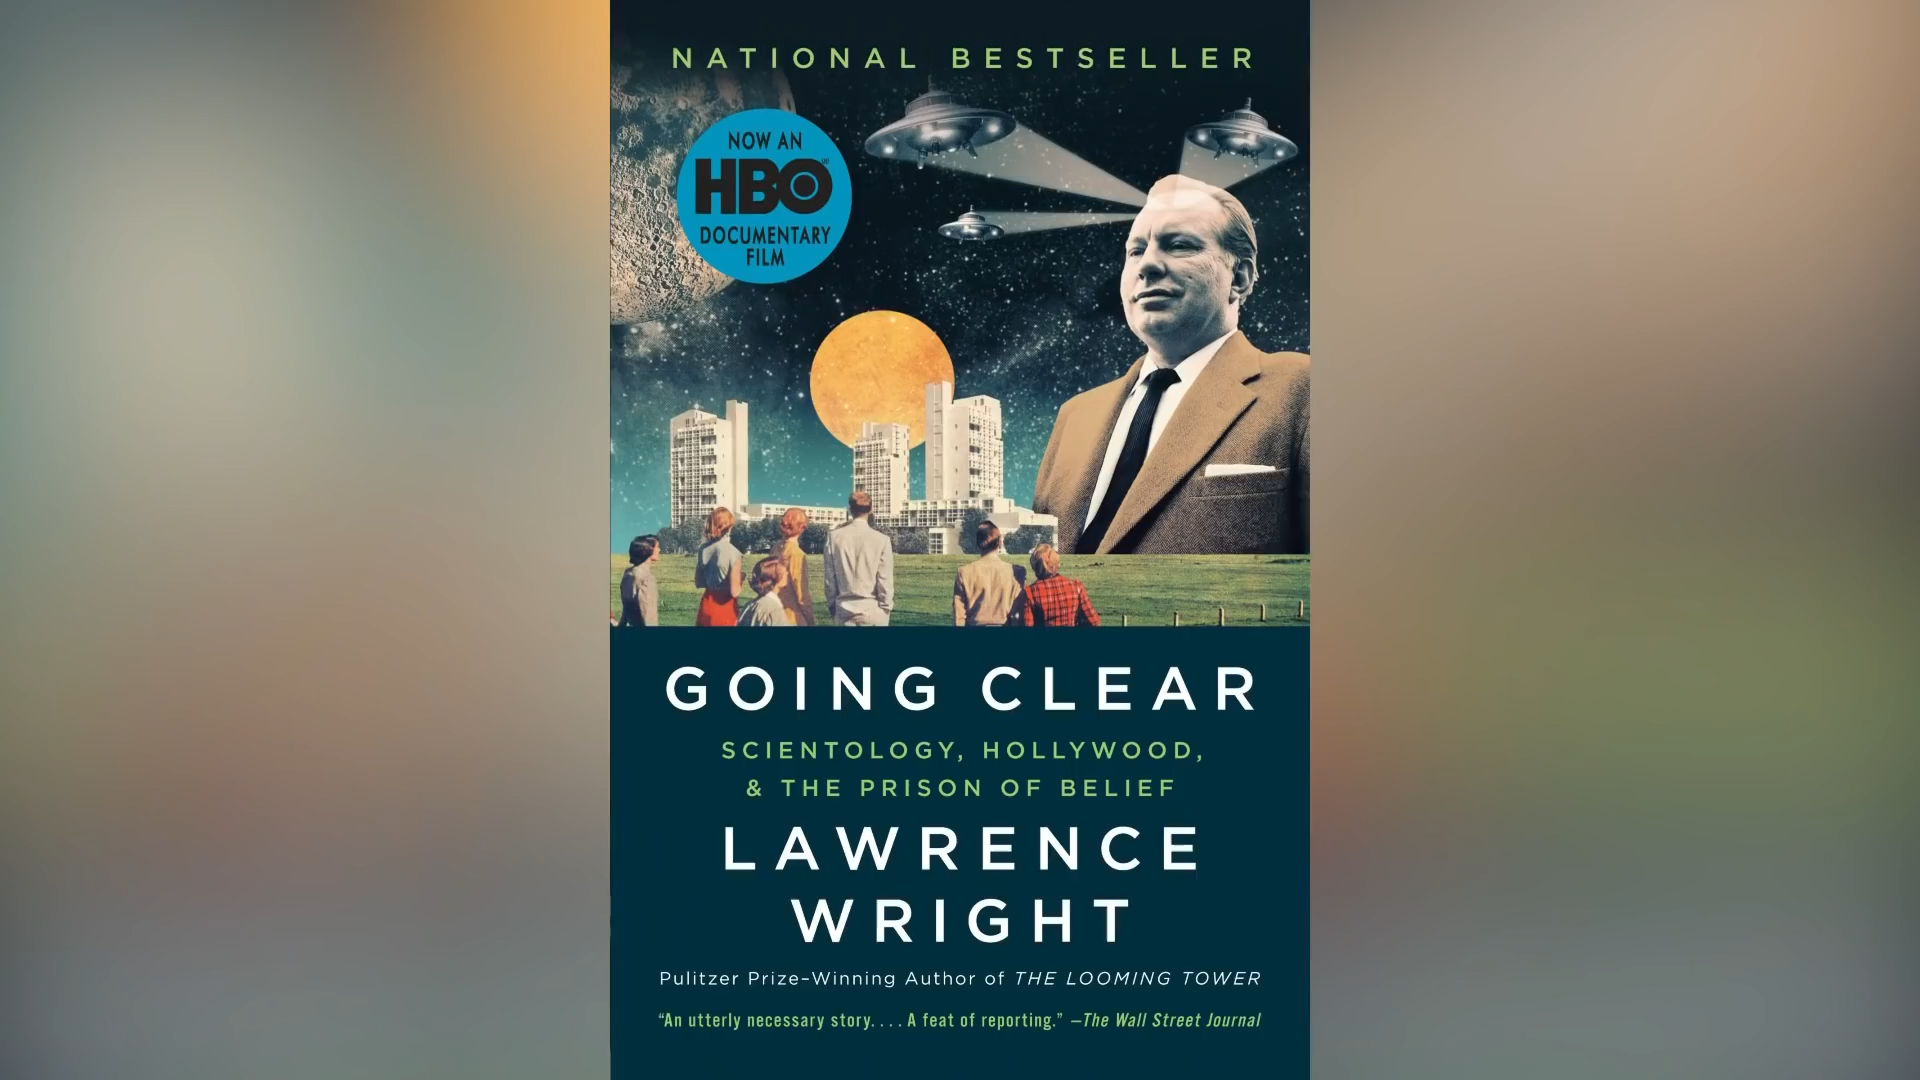 NATIONAL BESTSELLER
NOW AN
HBO
DOCUMENTARY
FILM
GOING CLEAR
SCIENTOLOGY, HOLLYWOOD,
& THE PRISON OF BELIEF
LAWRENCE
WRIGHT
Pulitzer Prize–Winning Author of THE LOOMING TOWER
“An utterly necessary story. . . . A feat of reporting.” —The Wall Street Journal